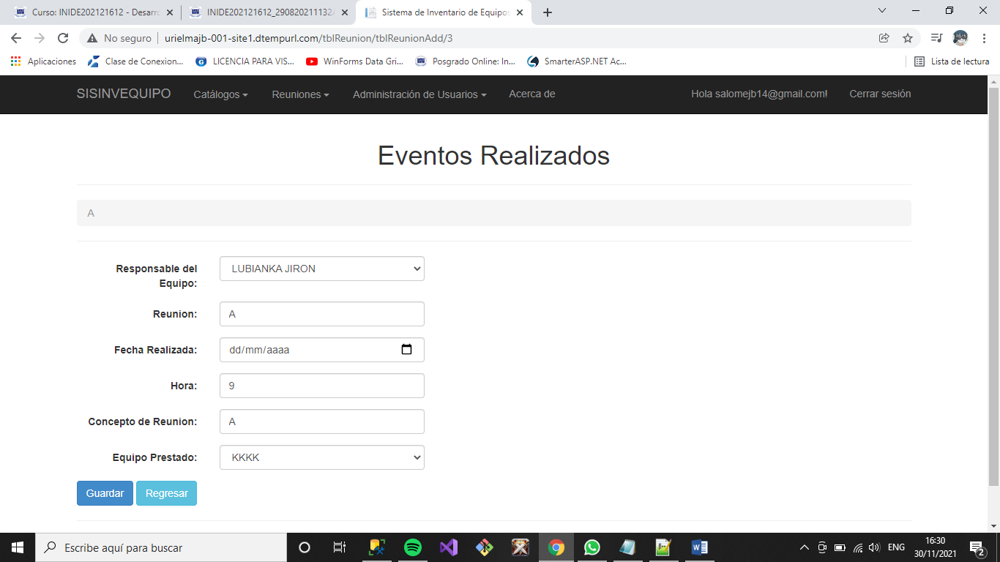 Curso: INIDE202121612 - Desarro
INIDE202121612_290820211132
Sistema de Inventario de Equipos
No seguro
urielmajb-001-site1.dtempurl.com/tblReunion/tblReunionAdd/3
Aplicaciones
Clase de Conexion...
LICENCIA PARA VIS...
WinForms Data Gri...
Posgrado Online: In...
SmarterASP.NET Ac...
Lista de lectura
SISINVEQUIPO
Catálogos
Reuniones
Administración de Usuarios
Acerca de
Hola salomejb14@gmail.com!
Cerrar sesión
Eventos Realizados
A
Responsable del
Equipo:
LUBIANKA JIRON
Reunion:
A
Fecha Realizada:
dd/mm/aaaa
Hora:
9
Concepto de Reunion:
A
Equipo Prestado:
KKKK
Guardar
Regresar
Escribe aquí para buscar
ENG
16:30
30/11/2021
2